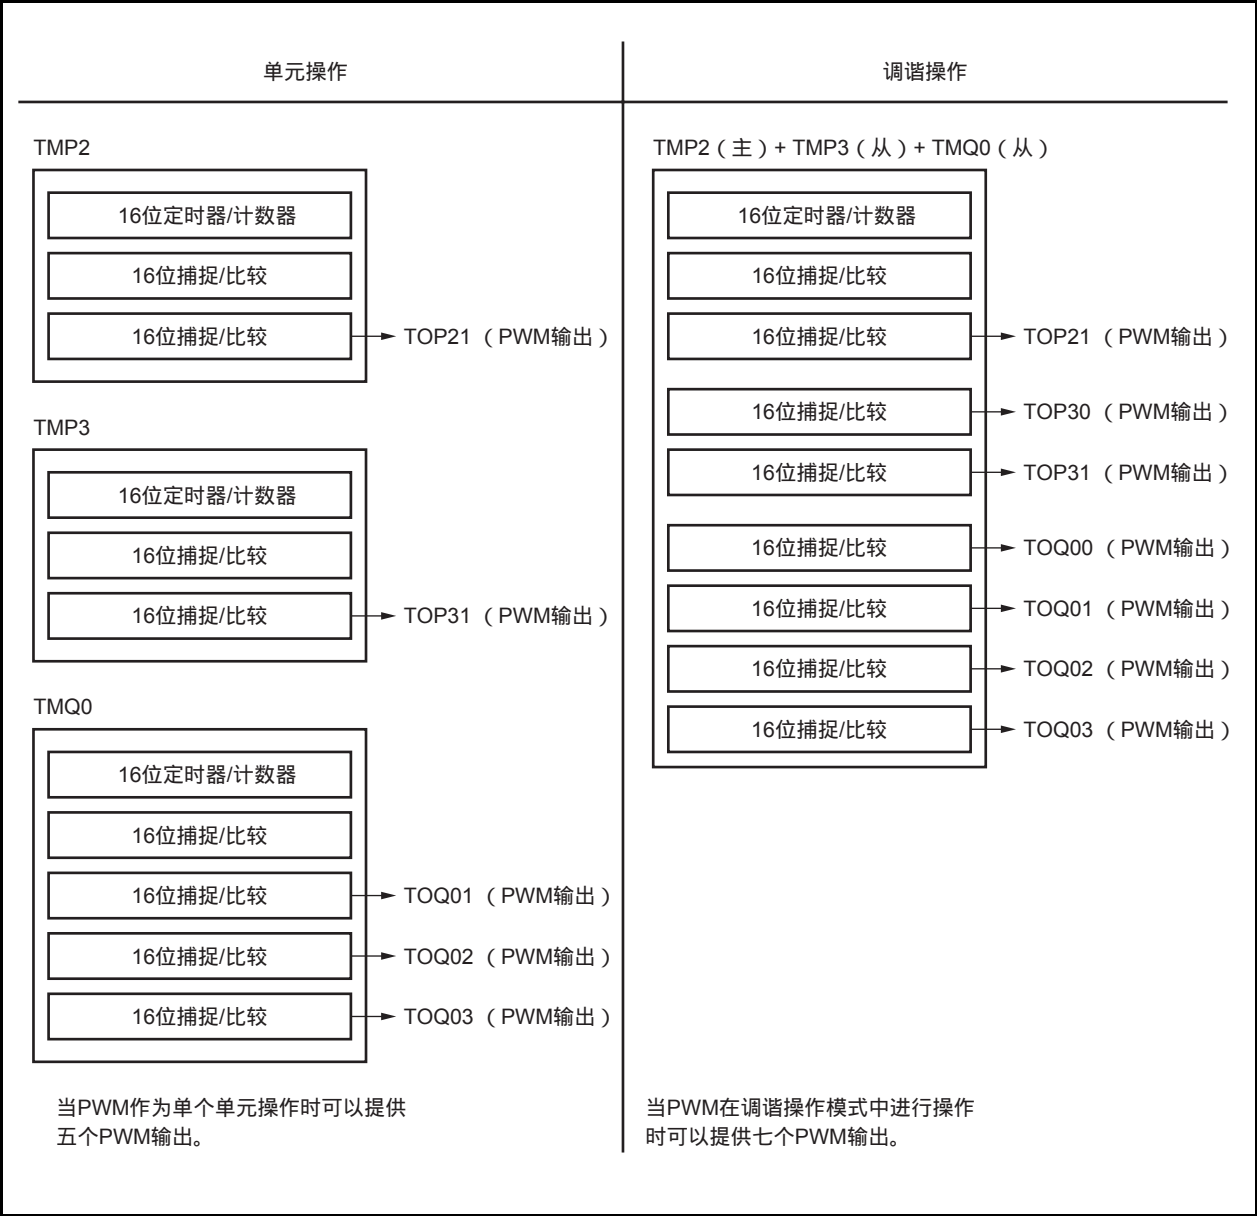 单元操作
TMP2
16位定时器/计数器
16位捕捉/比较
16位捕捉/比较
TOP21（PWM输出）
TMP3
16位定时器/计数器
16位捕捉/比较
16位捕捉/比较
TOP31（PWM输出）
TMQ0
16位定时器/计数器
16位捕捉/比较
16位捕捉/比较
TOQ01（PWM输出）
16位捕捉/比较
TOQ02（PWM输出）
16位捕捉/比较
TOQ03（PWM输出）
当PWM作为单个单元操作时可以提供
五个PWM输出。
调谐操作
TMP2（主）+ TMP3（从）+ TMQ0（从）
16位定时器/计数器
16位捕捉/比较
16位捕捉/比较
TOP21（PWM输出）
16位捕捉/比较
TOP30（PWM输出）
16位捕捉/比较
TOP31（PWM输出）
16位捕捉/比较
TOQ00（PWM输出）
16位捕捉/比较
TOQ01（PWM输出）
16位捕捉/比较
TOQ02（PWM输出）
16位捕捉/比较
TOQ03（PWM输出）
当PWM在调谐操作模式中进行操作
时可以提供七个PWM输出。